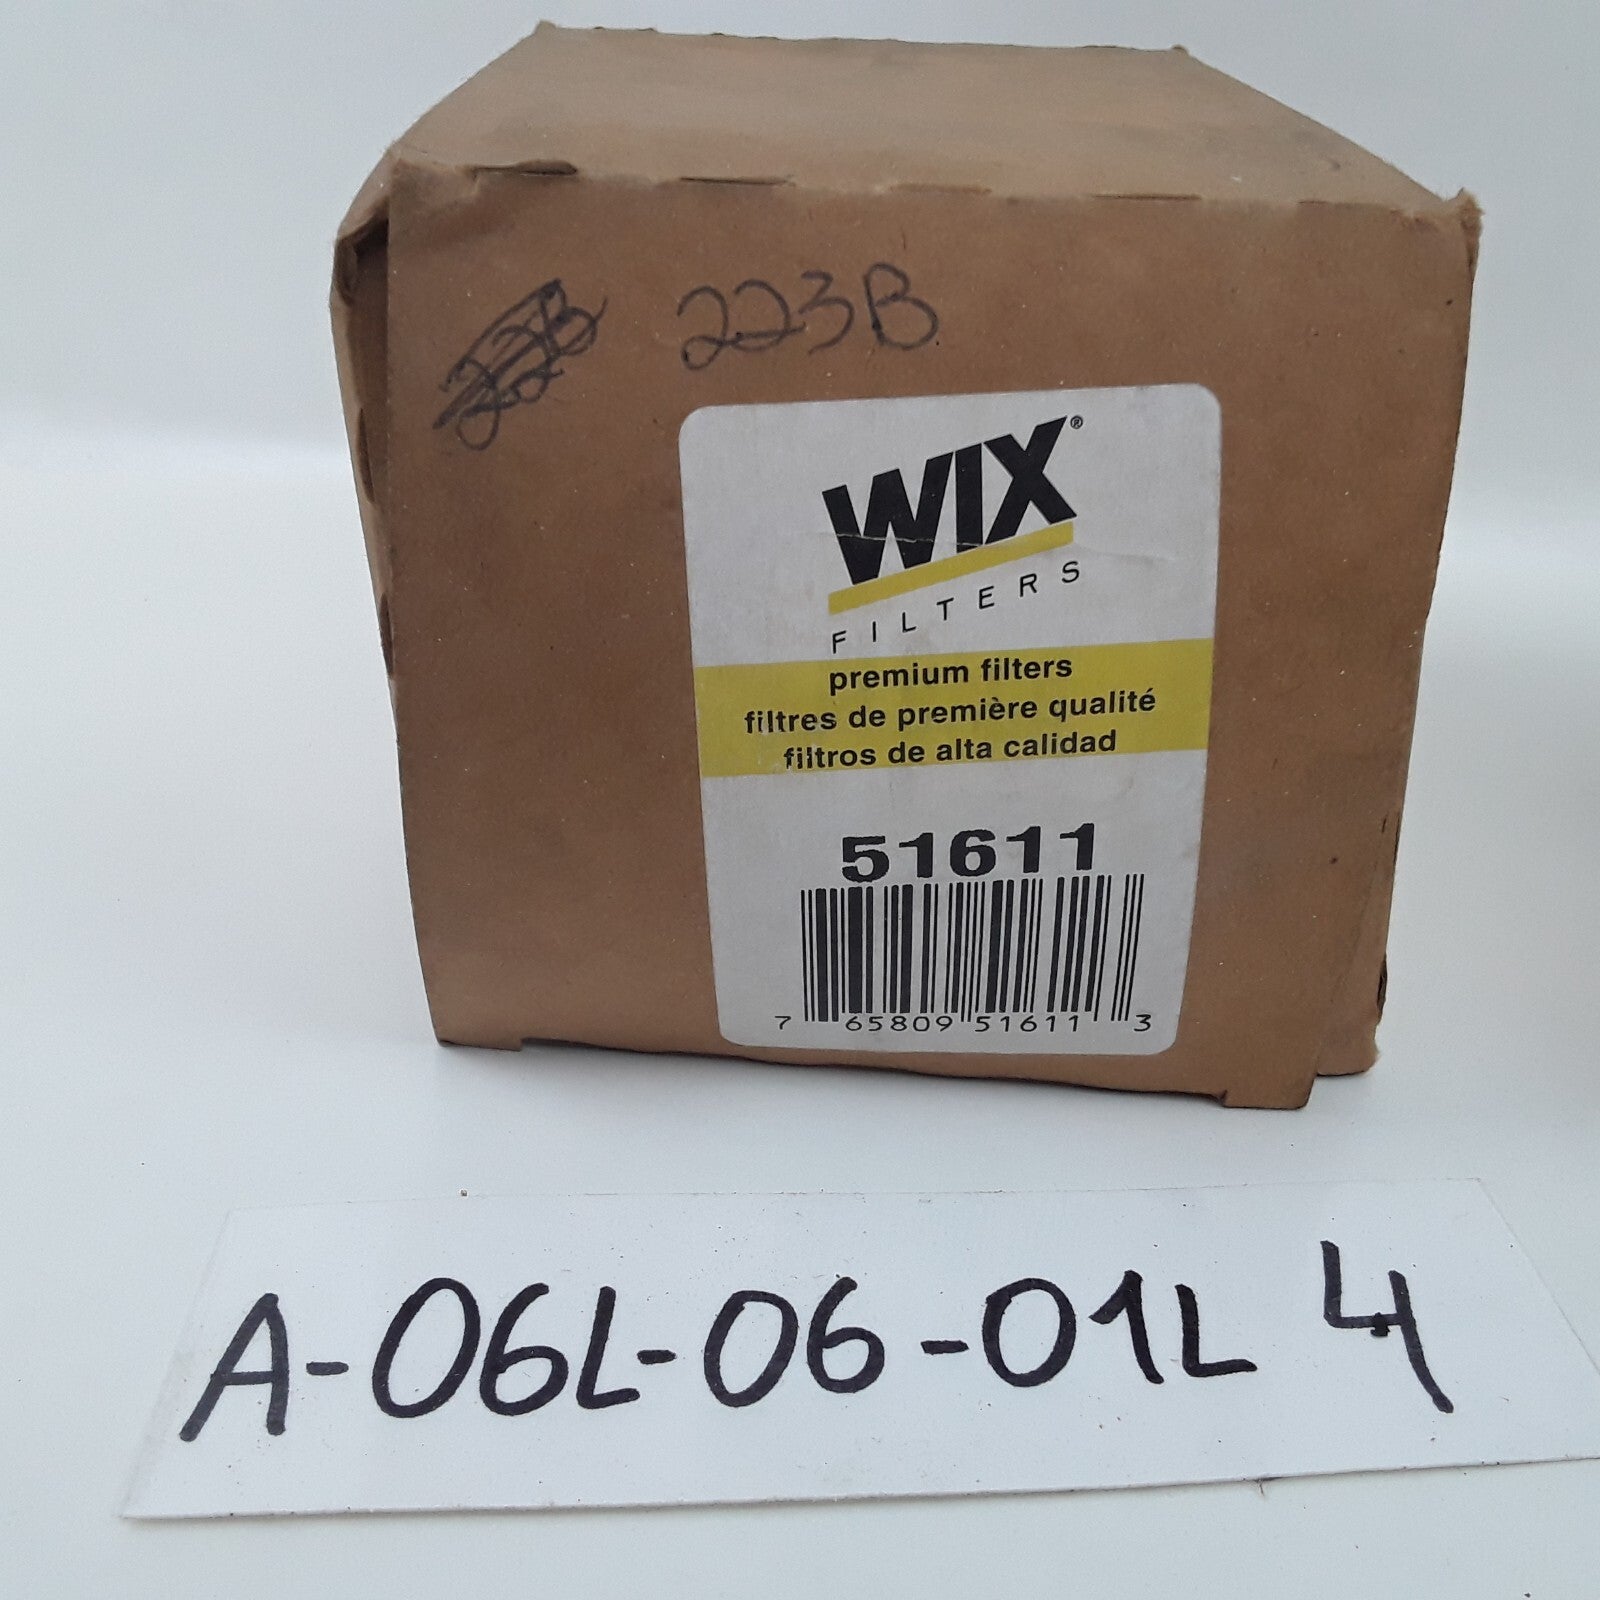 223B
WIX®
FILTERS
premium filters
filtres de première qualité
filtros de alta calidad
51611
7 65809 51611 3
A-06L-06-01L 4